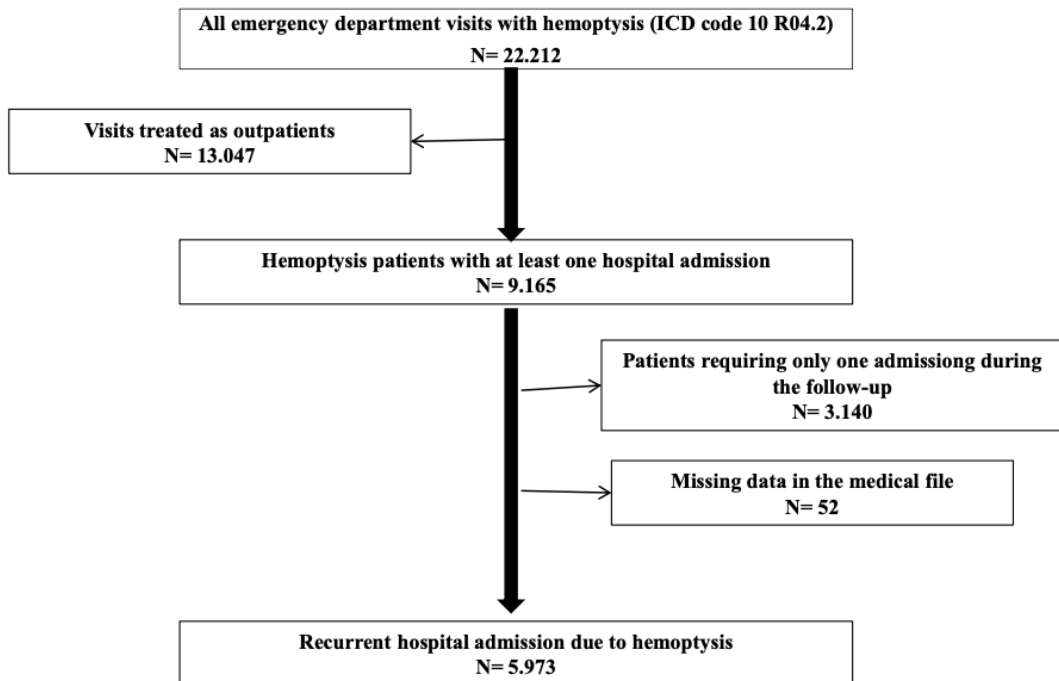 All emergency department visits with hemoptysis (ICD code 10 R04.2)
N= 22.212
Visits treated as outpatients
N= 13.047
Hemoptysis patients with at least one hospital admission
N= 9.165
Patients requiring only one admissiong during
the follow-up
N= 3.140
Missing data in the medical file
N= 52
Recurrent hospital admission due to hemoptysis
N= 5.973